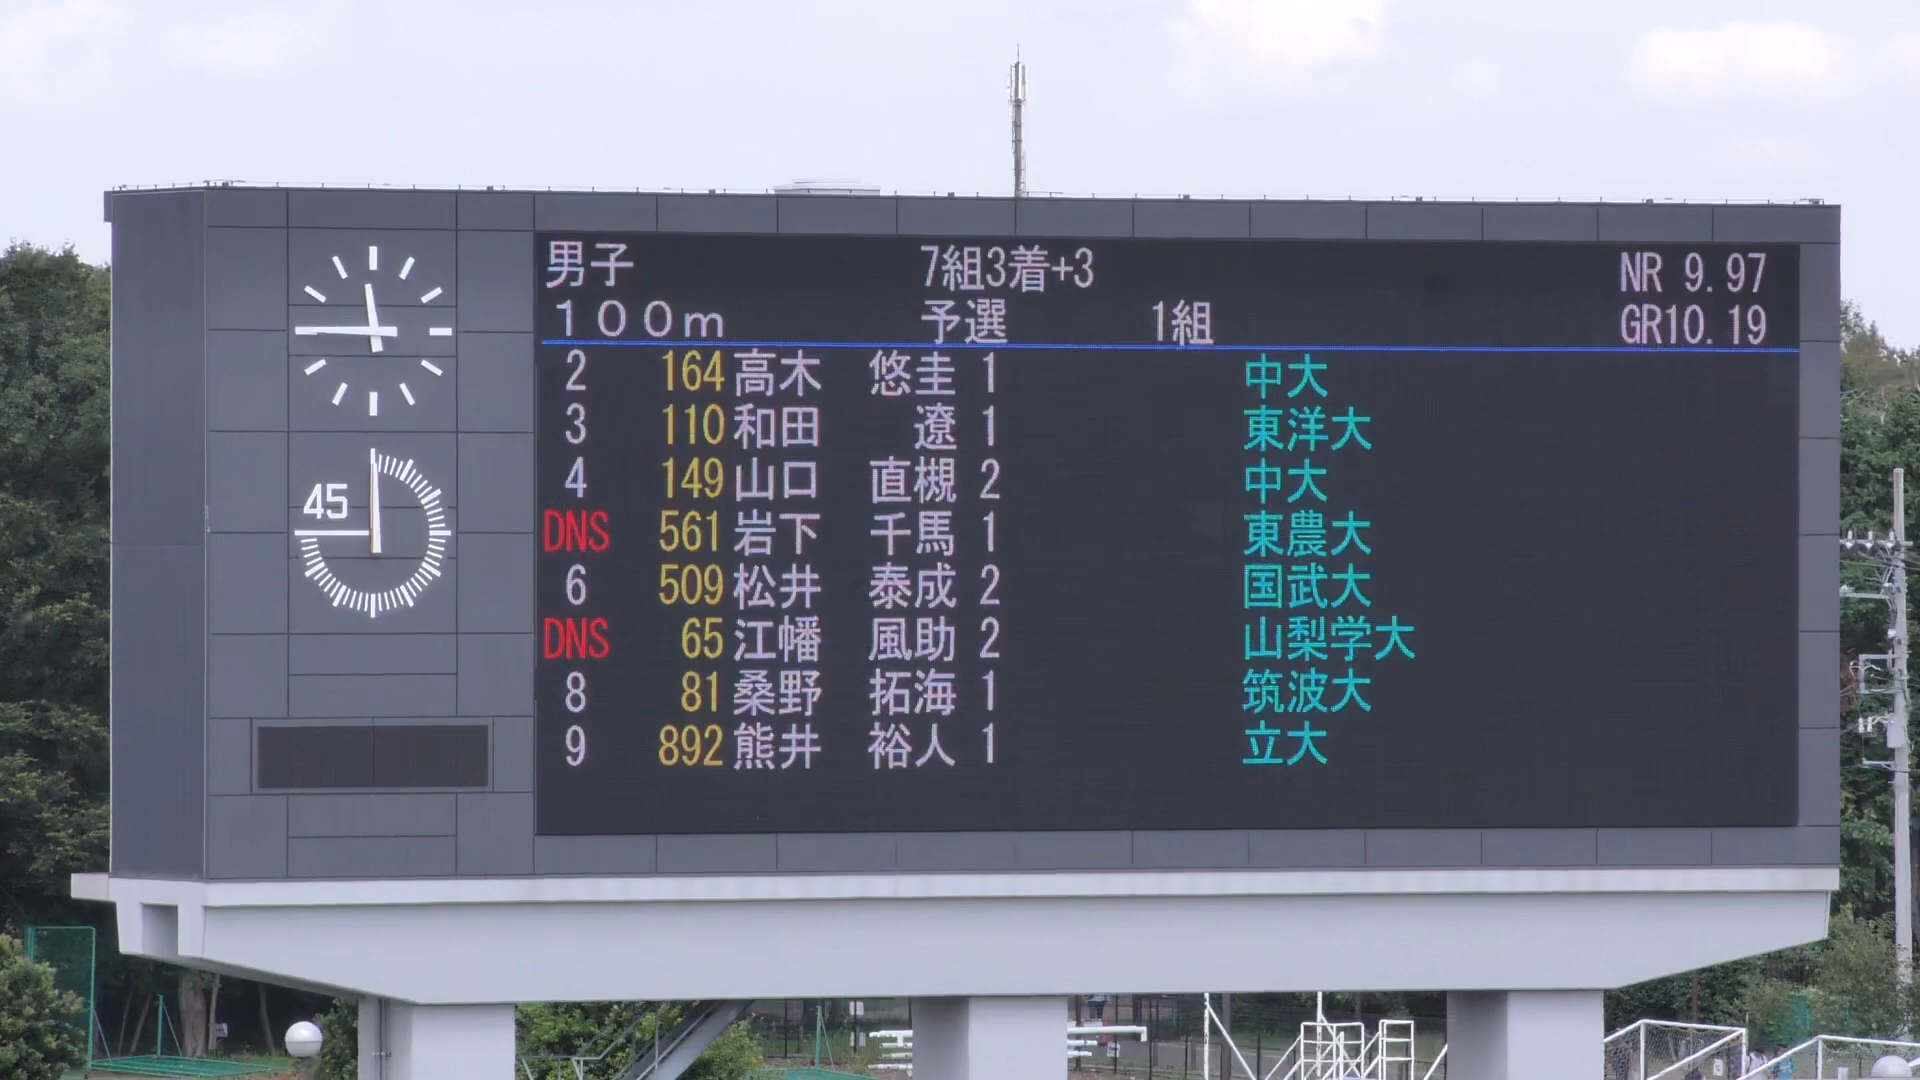 男子 7組3着+3 NR 9.97
100m 予選 1組 GR10.19
2 164 高木 悠圭 1 中大
3 110 和田 遼 1 東洋大
4 149 山口 直槻 2 中大
DNS 561 岩下 千馬 1 東農大
6 509 松井 泰成 2 国武大
DNS 65 江幡 風助 2 山梨学大
8 81 桑野 拓海 1 筑波大
9 892 熊井 裕人 1 立大
45